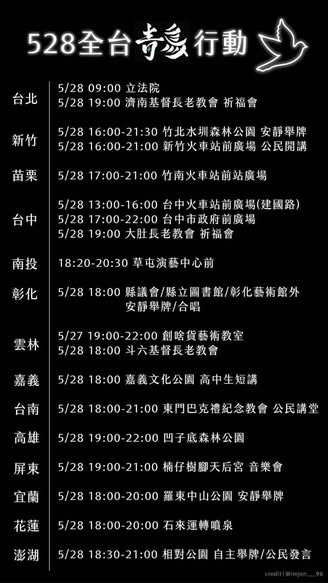 528全台青鳥行動
台北
5/28 09:00 立法院
5/28 19:00 濟南基督長老教會 祈福會
新竹
5/28 16:00-21:30 竹北水圳森林公園 安靜舉牌
5/28 16:00-21:00 新竹火車站前廣場 公民開講
苗栗
5/28 17:00-21:00 竹南火車站前站廣場
台中
5/28 13:00-16:00 台中火車站前廣場(建國路)
5/28 17:00-22:00 台中市政府前廣場
5/28 19:00 大肚長老教會 祈福會
南投
18:20-20:30 草屯演藝中心前
彰化
5/28 18:00 縣議會/縣立圖書館/彰化藝術館外
安靜舉牌/合唱
雲林
5/27 19:00-22:00 創啥貨藝術教室
5/28 18:00 斗六基督長老教會
嘉義
5/28 18:00 嘉義文化公園 高中生短講
台南
5/28 18:00-21:00 東門巴克禮紀念教會 公民講堂
高雄
5/28 19:00-22:00 凹子底森林公園
屏東
5/28 19:00-21:00 楠仔樹腳天后宮 音樂會
宜蘭
5/28 18:00-20:00 羅東中山公園 安靜舉牌
花蓮
5/28 18:00-20:00 石來運轉噴泉
澎湖
5/28 18:30-21:00 相對公園 自主舉牌/公民發言